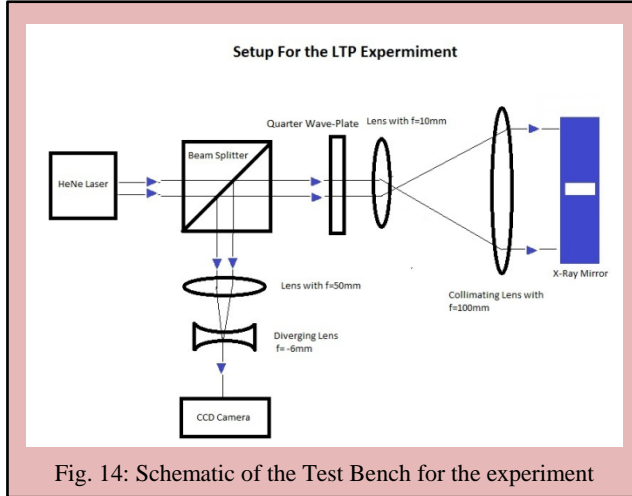 Setup For the LTP Expermiment
Quarter Wave-Plate
Lens with f=10mm
Beam Splitter
HeNe Laser
X-Ray Mirror
Lens with f=50mm
Collimating Lens with
f=100mm
Diverging Lens
f= -6mm
CCD Camera
Fig. 14: Schematic of the Test Bench for the experiment